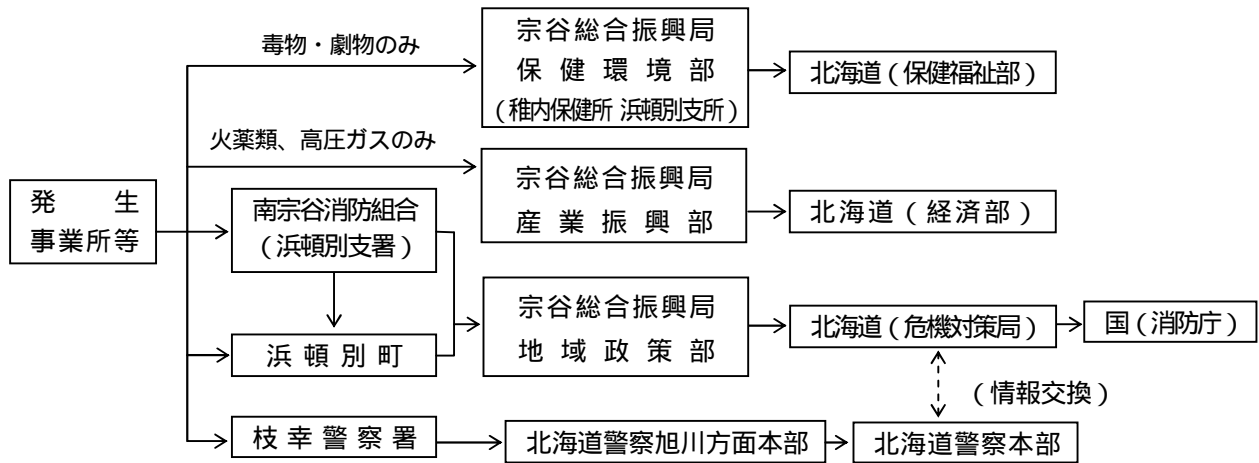 毒物・劇物のみ
宗谷総合振興局
保健環境部
（稚内保健所 浜頓別支所）
北海道（保健福祉部）
火薬類、高圧ガスのみ
宗谷総合振興局
産業振興部
北海道（経済部）
発生
事業所等
南宗谷消防組合
（浜頓別支署）
宗谷総合振興局
地域政策部
北海道（危機対策局）
国（消防庁）
浜頓別町
（情報交換）
枝幸警察署
北海道警察旭川方面本部
北海道警察本部